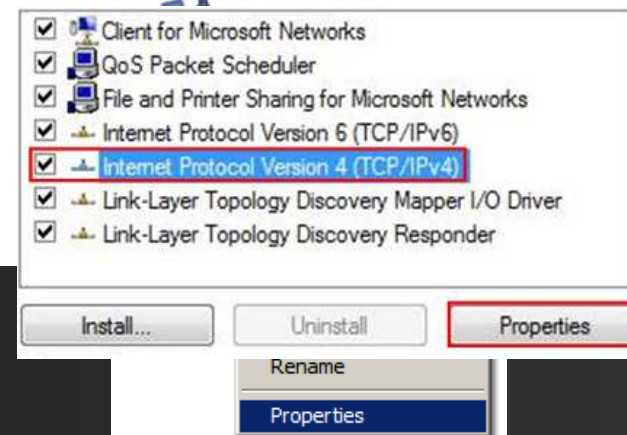 Client for Microsoft Networks
QoS Packet Scheduler
File and Printer Sharing for Microsoft Networks
Internet Protocol Version 6 (TCP/IPv6)
Internet Protocol Version 4 (TCP/IPv4)
Link-Layer Topology Discovery Mapper I/O Driver
Link-Layer Topology Discovery Responder
Install... Uninstall Properties
Rename
Properties